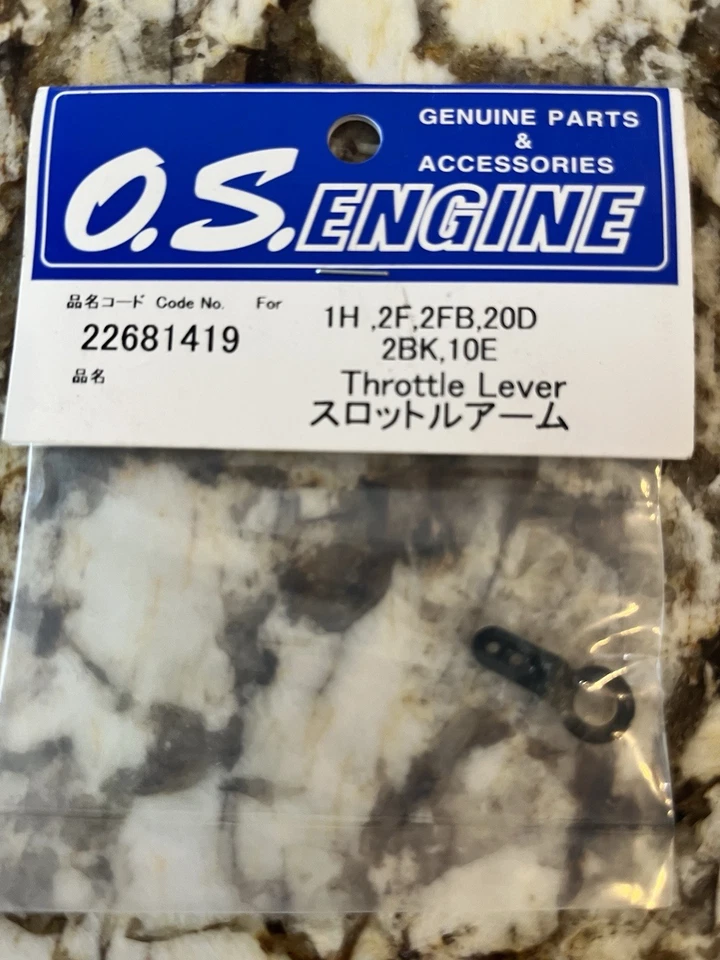 GENUINE PARTS
&
ACCESSORIES
O.S.ENGINE
品名コード Code No. For
22681419
1H ,2F,2FB,20D
2BK,10E
品名
Throttle Lever
スロットルアーム